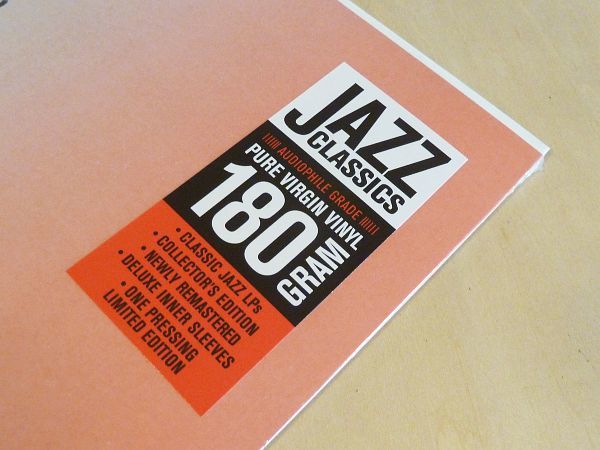 JAZZ
CLASSICS
AUDIOPHILE GRADE
PURE VIRGIN VINYL
180
GRAM
• CLASSIC JAZZ LPs
• COLLECTOR'S EDITION
• NEWLY REMASTERED
• DELUXE INNER SLEEVES
• ONE PRESSING
LIMITED EDITION